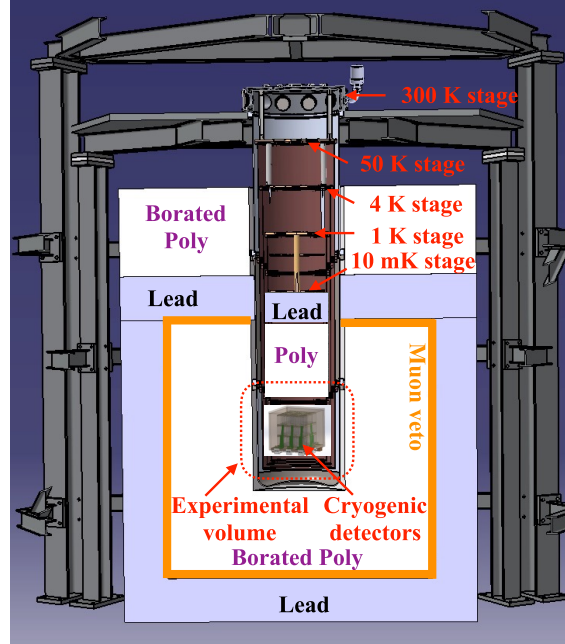 300 K stage
50 K stage
4 K stage
Borated
Poly
1 K stage
10 mK stage
Lead
Lead
Poly
Muon veto
Experimental
volume
Cryogenic
detectors
Borated Poly
Lead